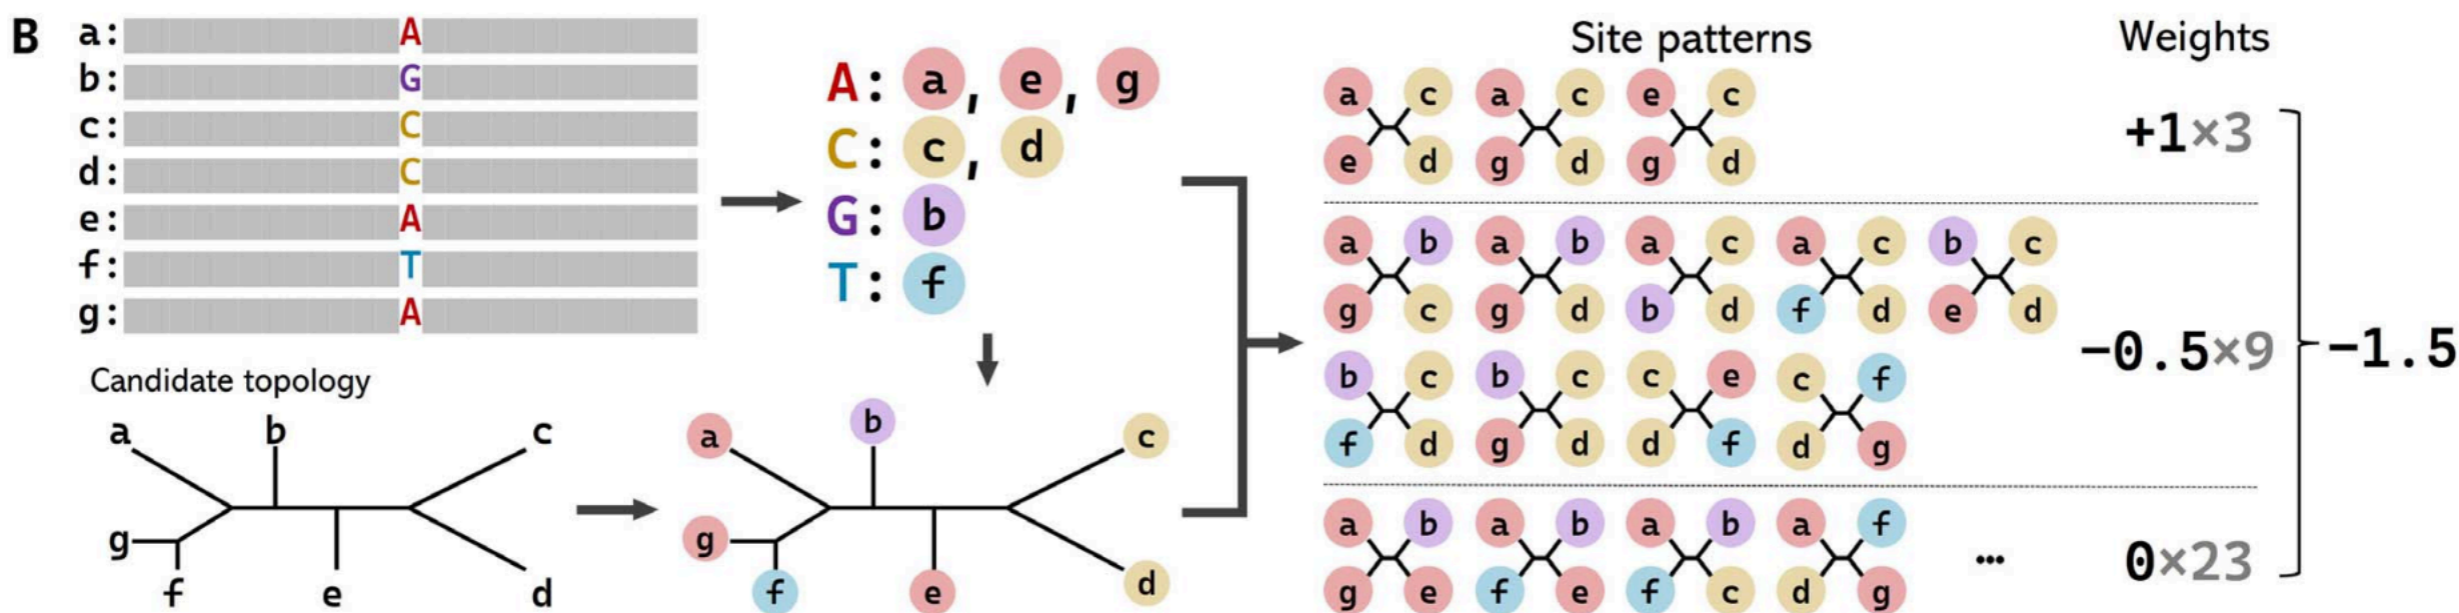 B
a: A
b: G
c: C
d: C
e: A
f: T
g: A
A: a, e, g
C: c, d
G: b
T: f
Candidate topology
a b c
g f e d
a b c
g f e d
Site patterns Weights
a c a c e c
e d g d g d
+1×3
a b a b a c a c b c
g c g d b d f d e d
-0.5×9
b c b c c e c f
f d g d d f d g
a b a b a b a f
g e f e f c d g
... 0×23
-1.5